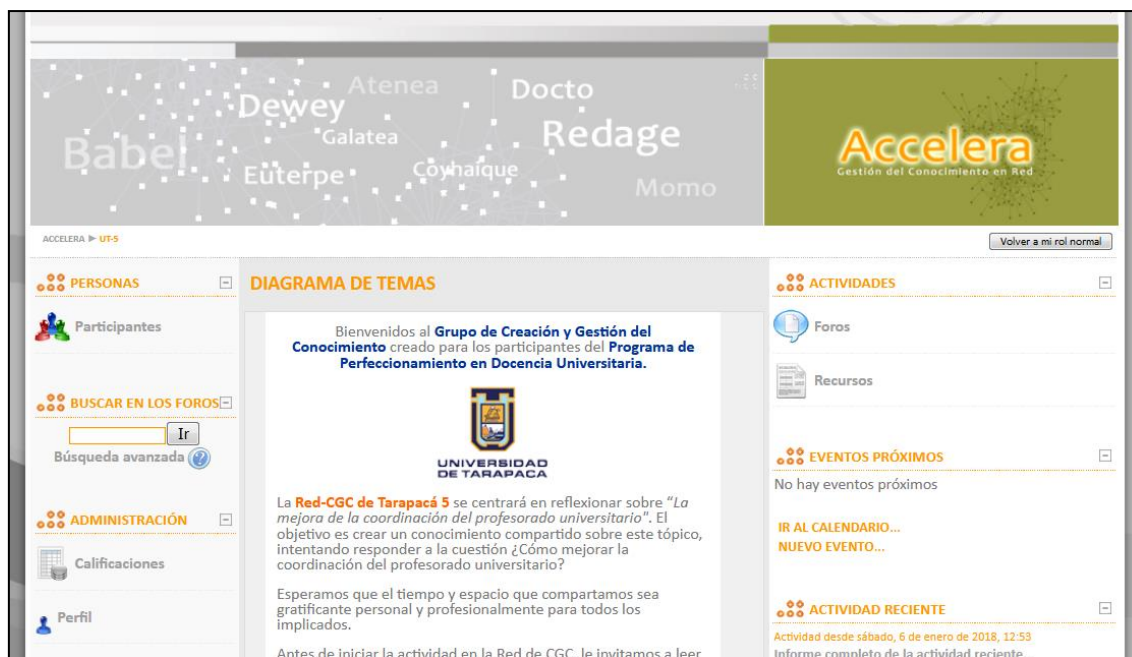 Atenea
Docto
Dewey
Galatea
Redage
Babel
Eüterpe
Coyhaíque
Momo
Accelera
Gestión del Conocimiento en Red
ACCELERA ► UT-5
Volver a mi rol normal
PERSONAS
Participantes
BUSCAR EN LOS FOROS
Ir
Búsqueda avanzada
ADMINISTRACIÓN
Calificaciones
Perfil
DIAGRAMA DE TEMAS
Bienvenidos al Grupo de Creación y Gestión del
Conocimiento creado para los participantes del Programa de
Perfeccionamiento en Docencia Universitaria.
UNIVERSIDAD
DE TARAPACA
La Red-CGC de Tarapacá 5 se centrará en reflexionar sobre "La
mejora de la coordinación del profesorado universitario". El
objetivo es crear un conocimiento compartido sobre este tópico,
intentando responder a la cuestión ¿Cómo mejorar la
coordinación del profesorado universitario?
Esperamos que el tiempo y espacio que compartamos sea
gratificante personal y profesionalmente para todos los
implicados.
Antes de iniciar la actividad en la Red de CGC, le invitamos a leer
ACTIVIDADES
Foros
Recursos
EVENTOS PRÓXIMOS
No hay eventos próximos
IR AL CALENDARIO...
NUEVO EVENTO...
ACTIVIDAD RECIENTE
Actividad desde sábado, 6 de enero de 2018, 12:53
Informe completo de la actividad reciente...